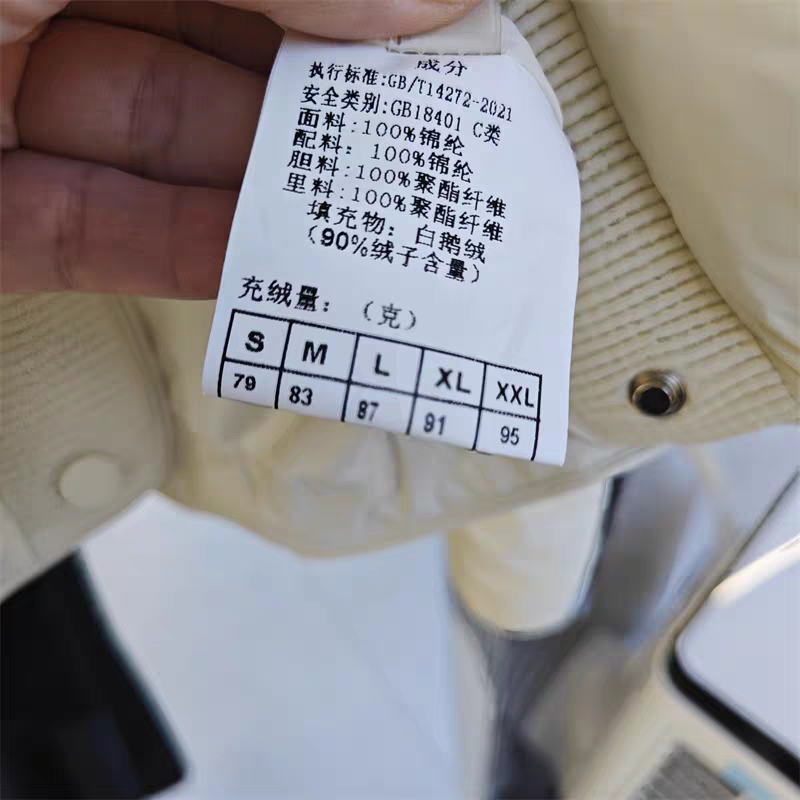 成分
执行标准:GB/T14272-2021
安全类别:GB18401 C类
面料:100%锦纶
配料: 100%锦纶
胆料:100%聚酯纤维
里料:100%聚酯纤维
填充物: 白鹅绒
(90%绒子含量)
充绒量: (克)
S M L XL XXL
79 83 87 91 95